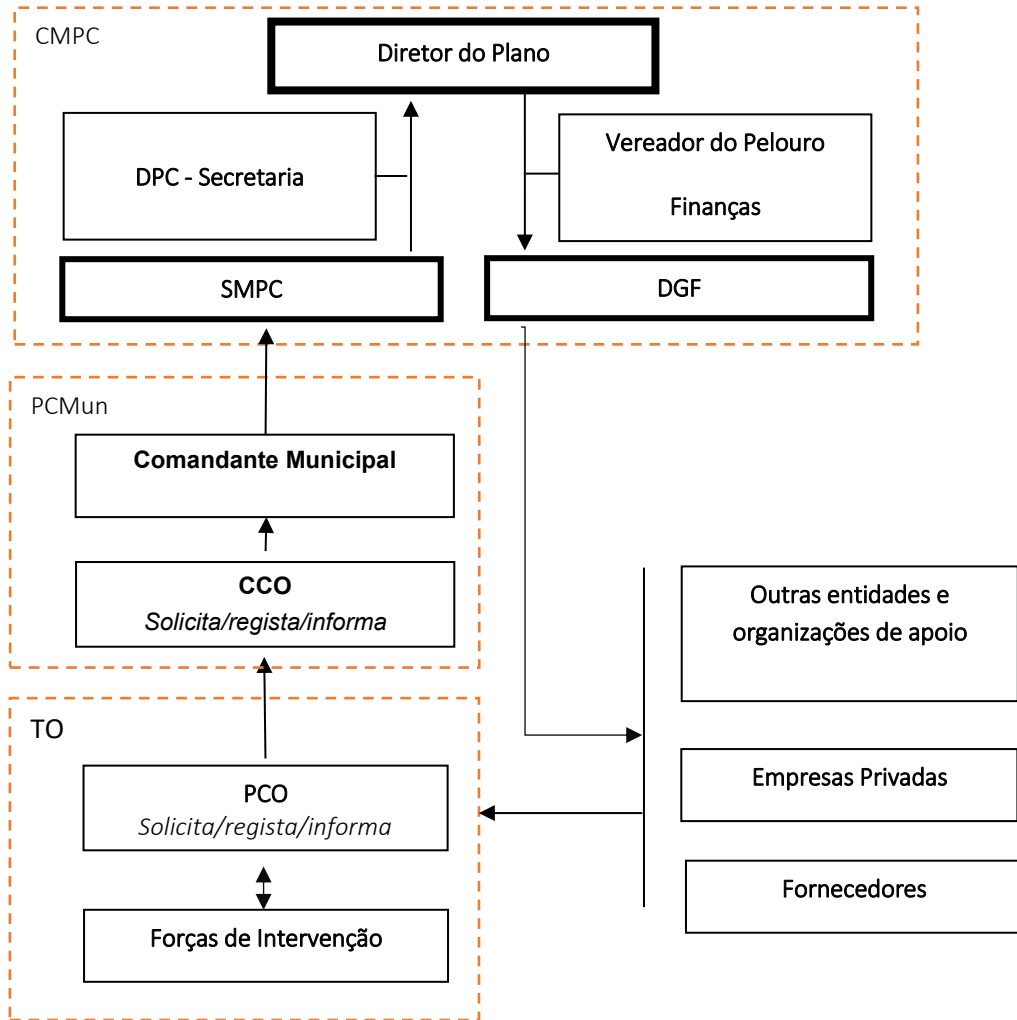 CMPC
Diretor do Plano
DPC - Secretaria
Vereador do Pelouro
Finanças
SMPC
DGF
PCMun
Comandante Municipal
CCO
Solicita/regista/informa
Outras entidades e
organizações de apoio
TO
PCO
Solicita/regista/informa
Empresas Privadas
Fornecedores
Forças de Intervenção